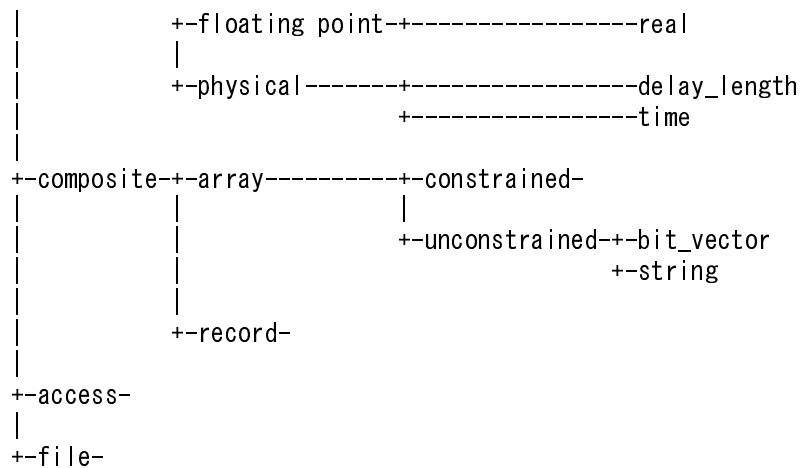 |                   +-floating point-+-----------------real
|                   |
|                   +-physical-------+-----------------delay_length
|                                    +-----------------time
|
+-composite-+-array----------+-constrained-
|           |                |
|           |                +-unconstrained-+-bit_vector
|           |                                +-string
|           |
|           +-record-
|
+-access-
|
+-file-